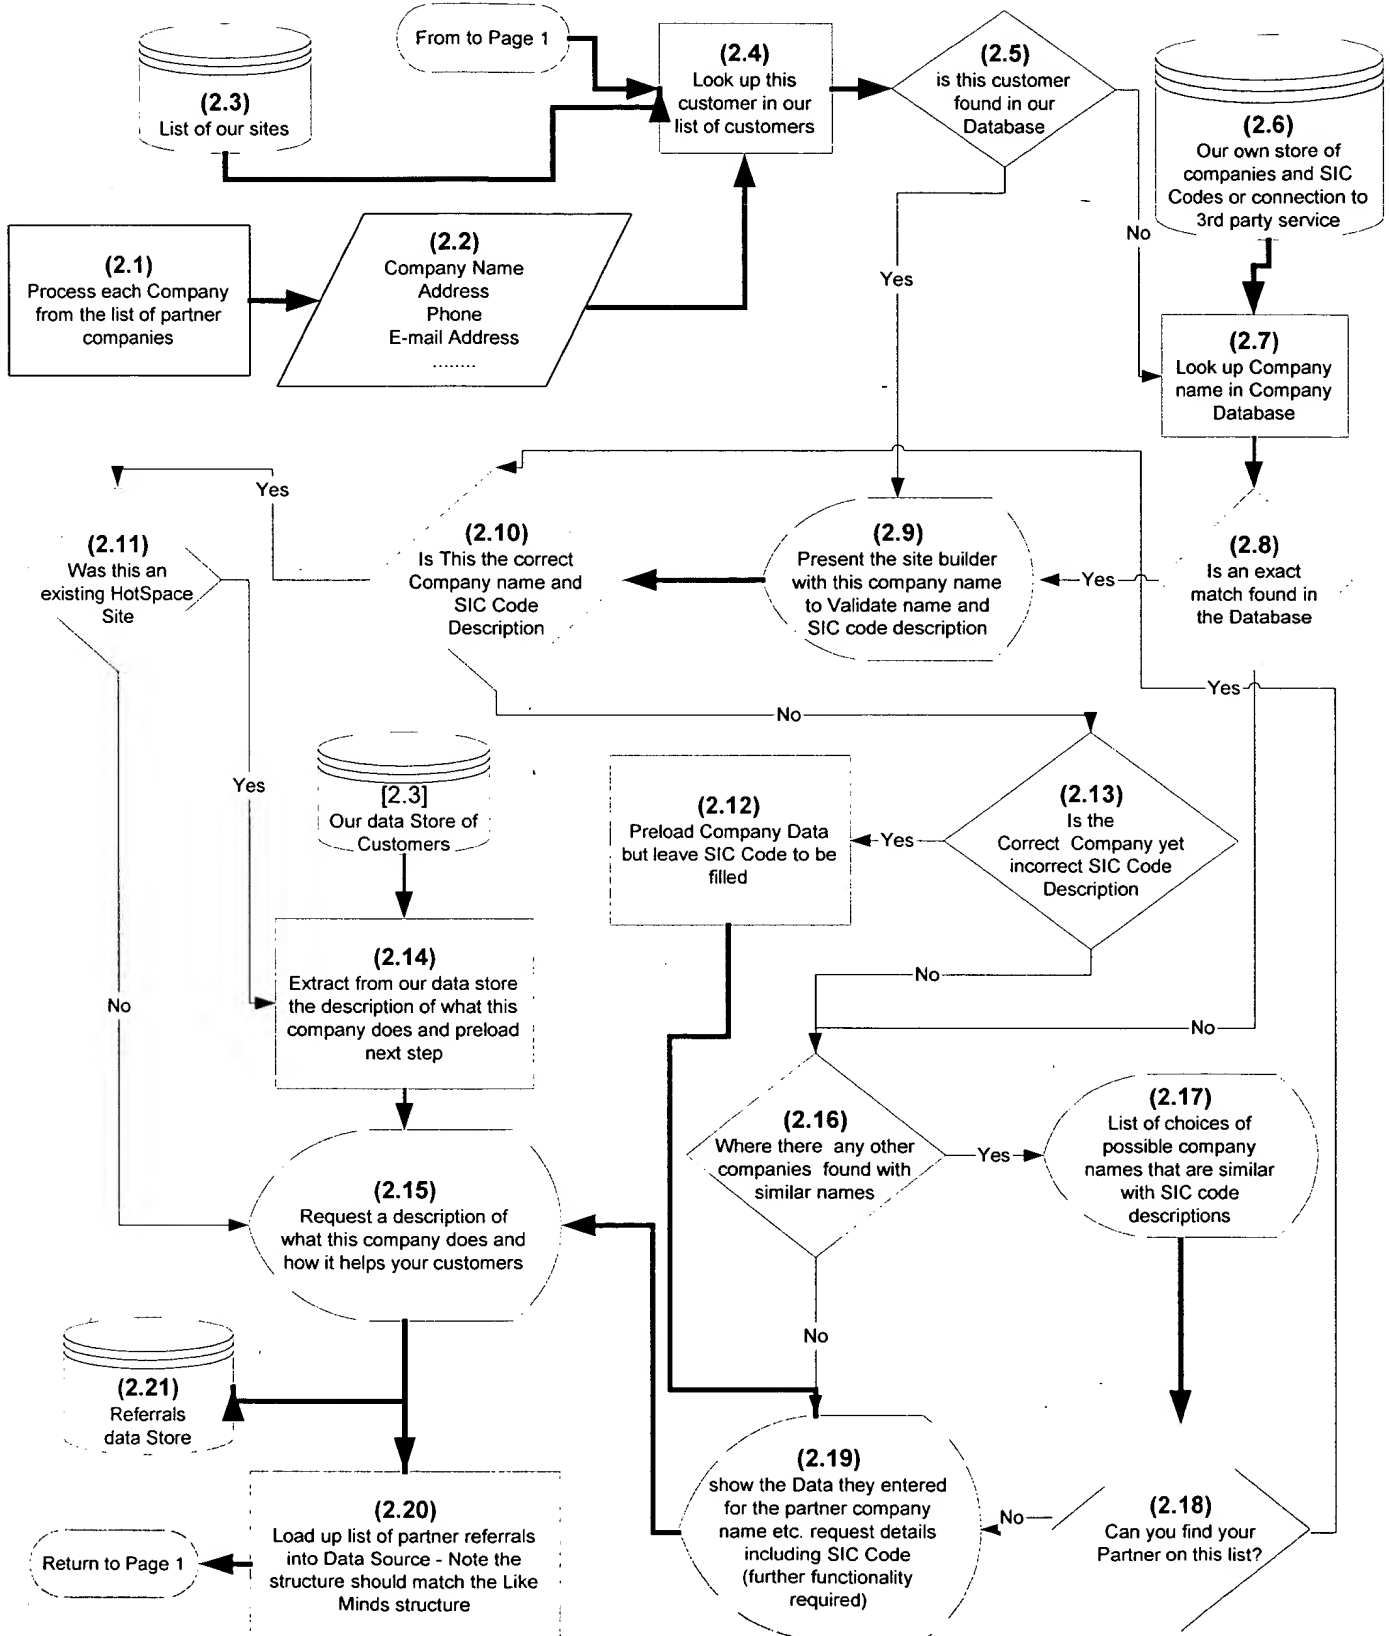 From to Page 1
(2.3)
List of our sites
(2.4)
Look up this
customer in our
list of customers
(2.5)
is this customer
found in our
Database
(2.6)
Our own store of
companies and SIC
Codes or connection to
3rd party service
(2.1)
Process each Company
from the list of partner
companies
(2.2)
Company Name
Address
Phone
E-mail Address
........
No
Yes
(2.7)
Look up Company
name in Company
Database
Yes
(2.11)
Was this an
existing HotSpace
Site
(2.10)
Is This the correct
Company name and
SIC Code
Description
(2.9)
Present the site builder
with this company name
to Validate name and
SIC code description
Yes
(2.8)
Is an exact
match found in
the Database
Yes
No
Yes
[2.3]
Our data Store of
Customers
(2.12)
Preload Company Data
but leave SIC Code to be
filled
Yes
(2.13)
Is the
Correct Company yet
incorrect SIC Code
Description
No
(2.14)
Extract from our data store
the description of what this
company does and preload
next step
No
No
(2.16)
Where there any other
companies found with
similar names
Yes
(2.17)
List of choices of
possible company
names that are similar
with SIC code
descriptions
(2.15)
Request a description of
what this company does and
how it helps your customers
No
(2.21)
Referrals
data Store
(2.20)
Load up list of partner referrals
into Data Source - Note the
structure should match the Like
Minds structure
Return to Page 1
(2.19)
show the Data they entered
for the partner company
name etc. request details
including SIC Code
(further functionality
required)
No
(2.18)
Can you find your
Partner on this list?